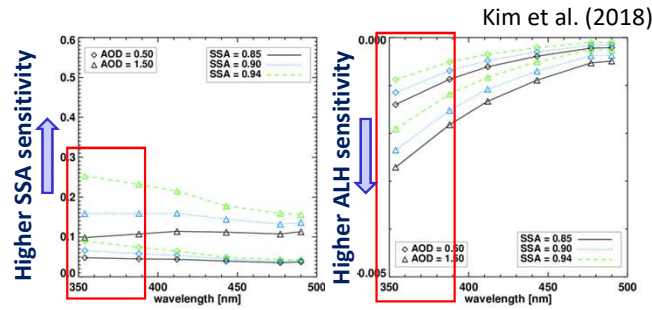 Kim et al. (2018)
Higher SSA sensitivity
0.6
0.5
0.4
0.3
0.2
0.1
0.0
AOD = 0.50
AOD = 1.50
SSA = 0.85
SSA = 0.90
SSA = 0.94
350
400
450
500
wavelength [nm]
Higher ALH sensitivity
0.000
-0.005
AOD = 0.50
AOD = 1.50
SSA = 0.85
SSA = 0.90
SSA = 0.94
350
400
450
500
wavelength [nm]